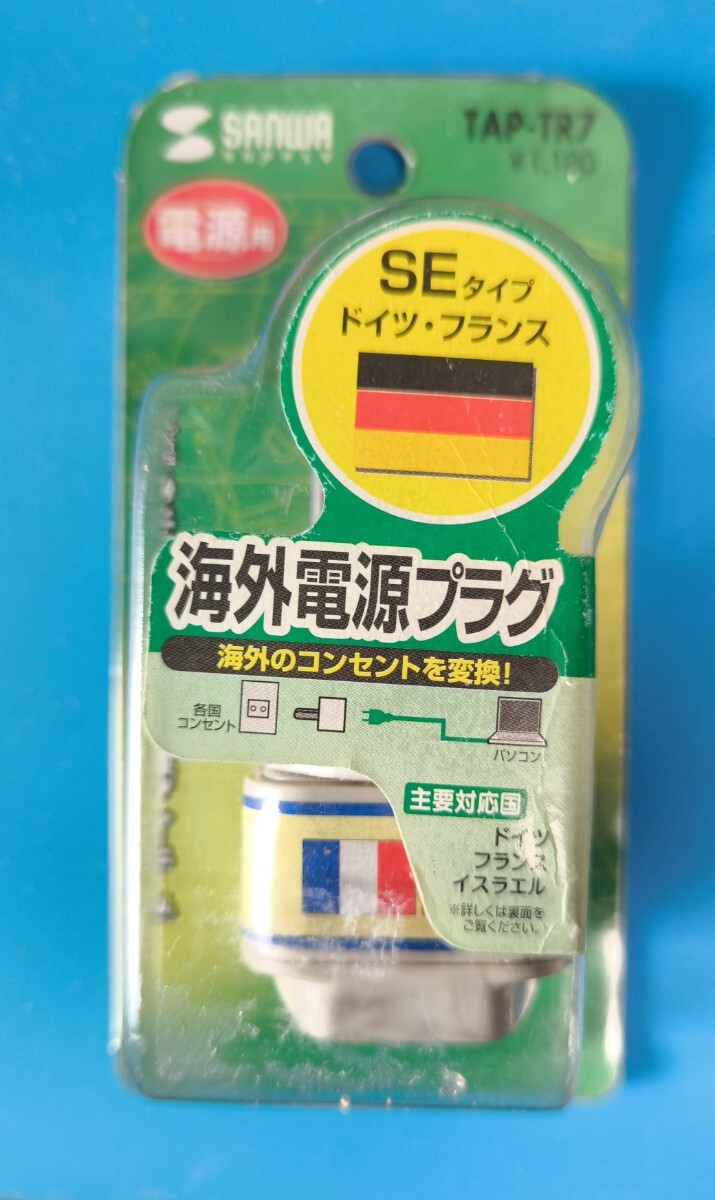 SANWA
SUPPLY
TAP-TR7
¥1,180
電源用
SEタイプ
ドイツ・フランス
海外電源プラグ
海外のコンセントを変換!
各国
コンセント
パソコン
主要対応国
ドイツ
フランス
イスラエル
※詳しくは裏面を
ご覧ください。